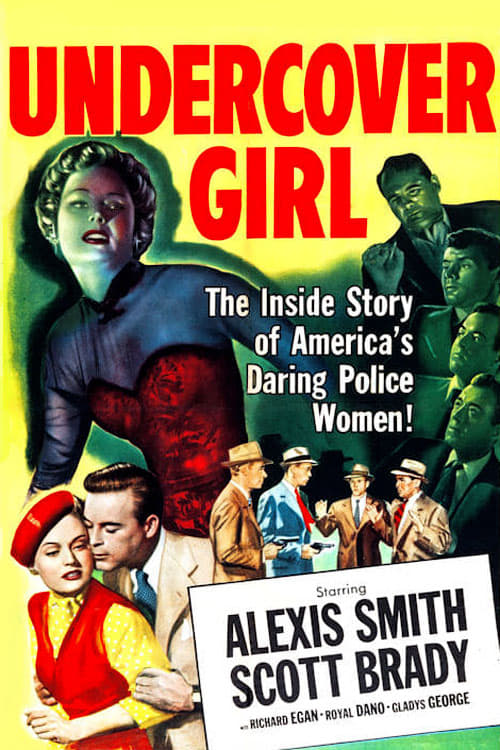 UNDERCOVER
GIRL
The Inside Story
of America's
Daring Police
Women!
Starring
ALEXIS SMITH
SCOTT BRADY
with RICHARD EGAN · ROYAL DANO · GLADYS GEORGE